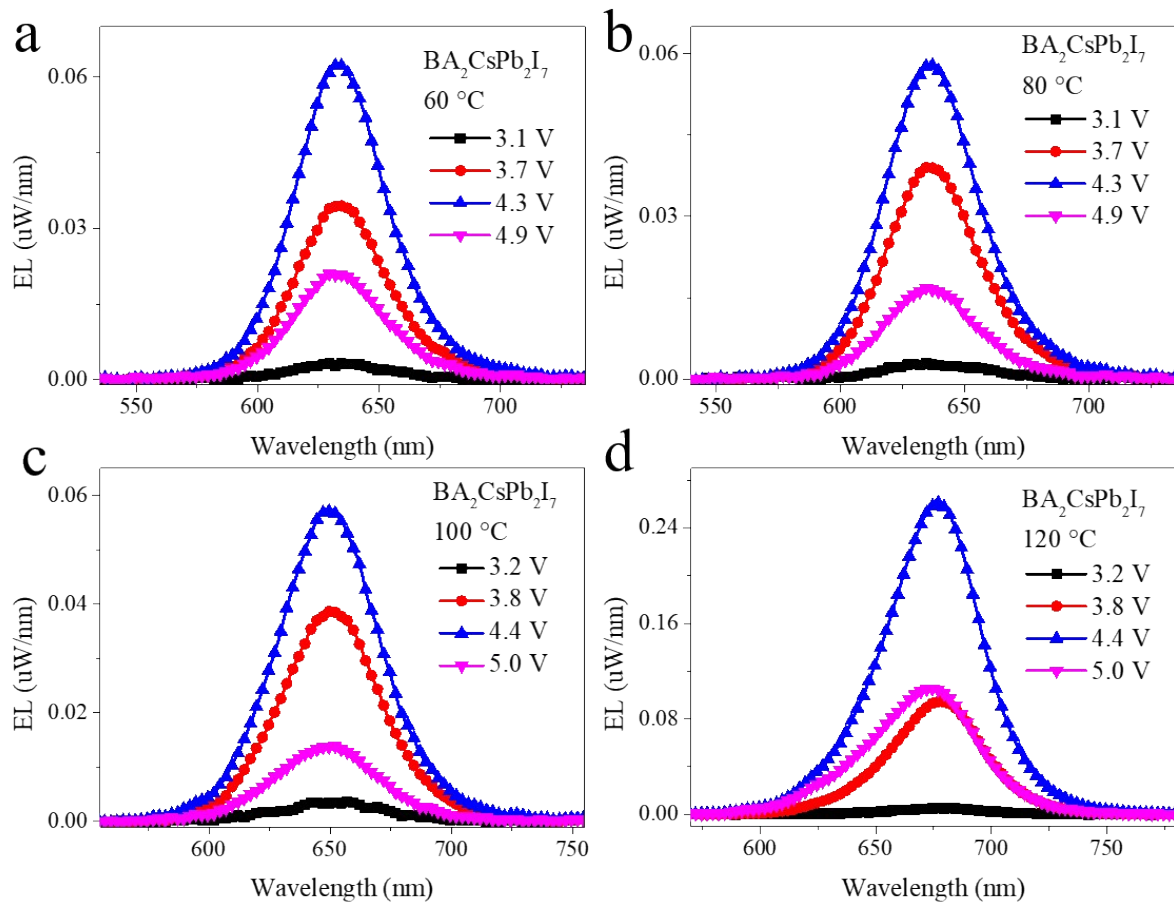 a
BA₂CsPb₂I₇
60 °C
3.1 V
3.7 V
4.3 V
4.9 V
EL (uW/nm)
0.06
0.03
0.00
550 600 650 700
Wavelength (nm)
b
BA₂CsPb₂I₇
80 °C
3.1 V
3.7 V
4.3 V
4.9 V
EL (uW/nm)
0.06
0.03
0.00
550 600 650 700
Wavelength (nm)
c
BA₂CsPb₂I₇
100 °C
3.2 V
3.8 V
4.4 V
5.0 V
EL (uW/nm)
0.06
0.04
0.02
0.00
600 650 700 750
Wavelength (nm)
d
BA₂CsPb₂I₇
120 °C
3.2 V
3.8 V
4.4 V
5.0 V
EL (uW/nm)
0.24
0.16
0.08
0.00
600 650 700 750
Wavelength (nm)